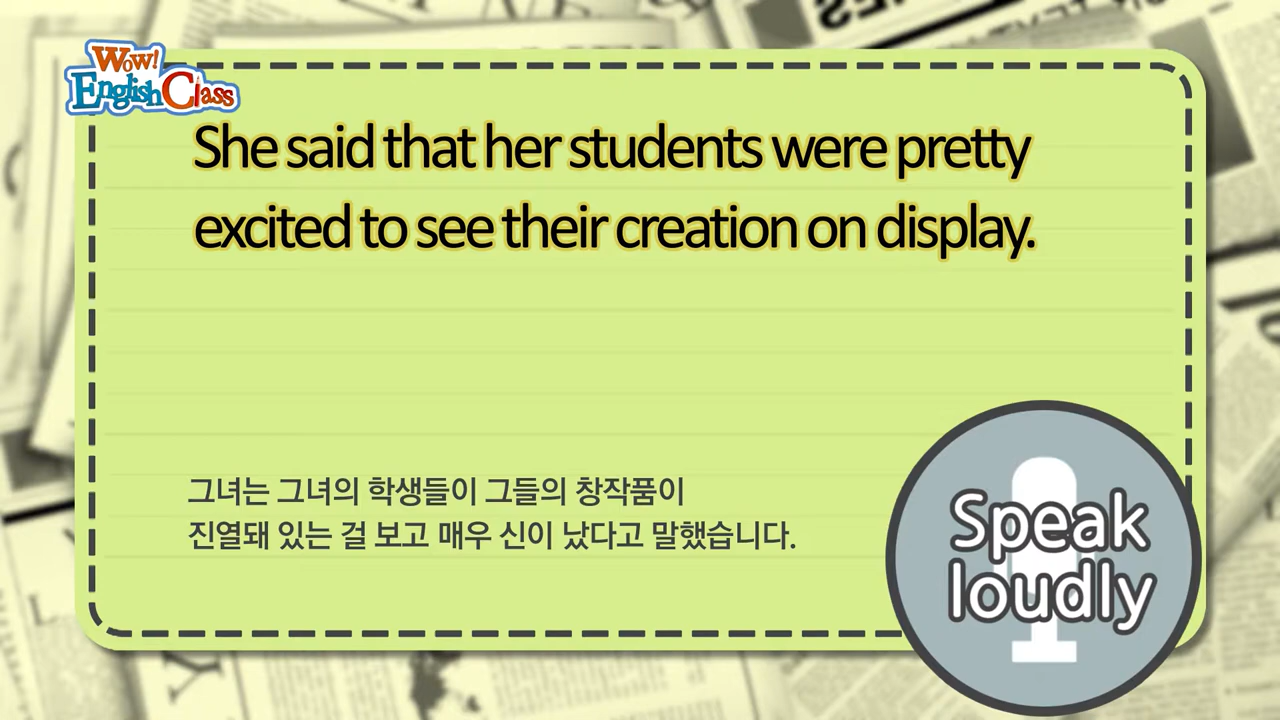 Wow!
English Class
She said that her students were pretty
excited to see their creation on display.
그녀는 그녀의 학생들이 그들의 창작품이
진열돼 있는 걸 보고 매우 신이 났다고 말했습니다.
Speak
loudly